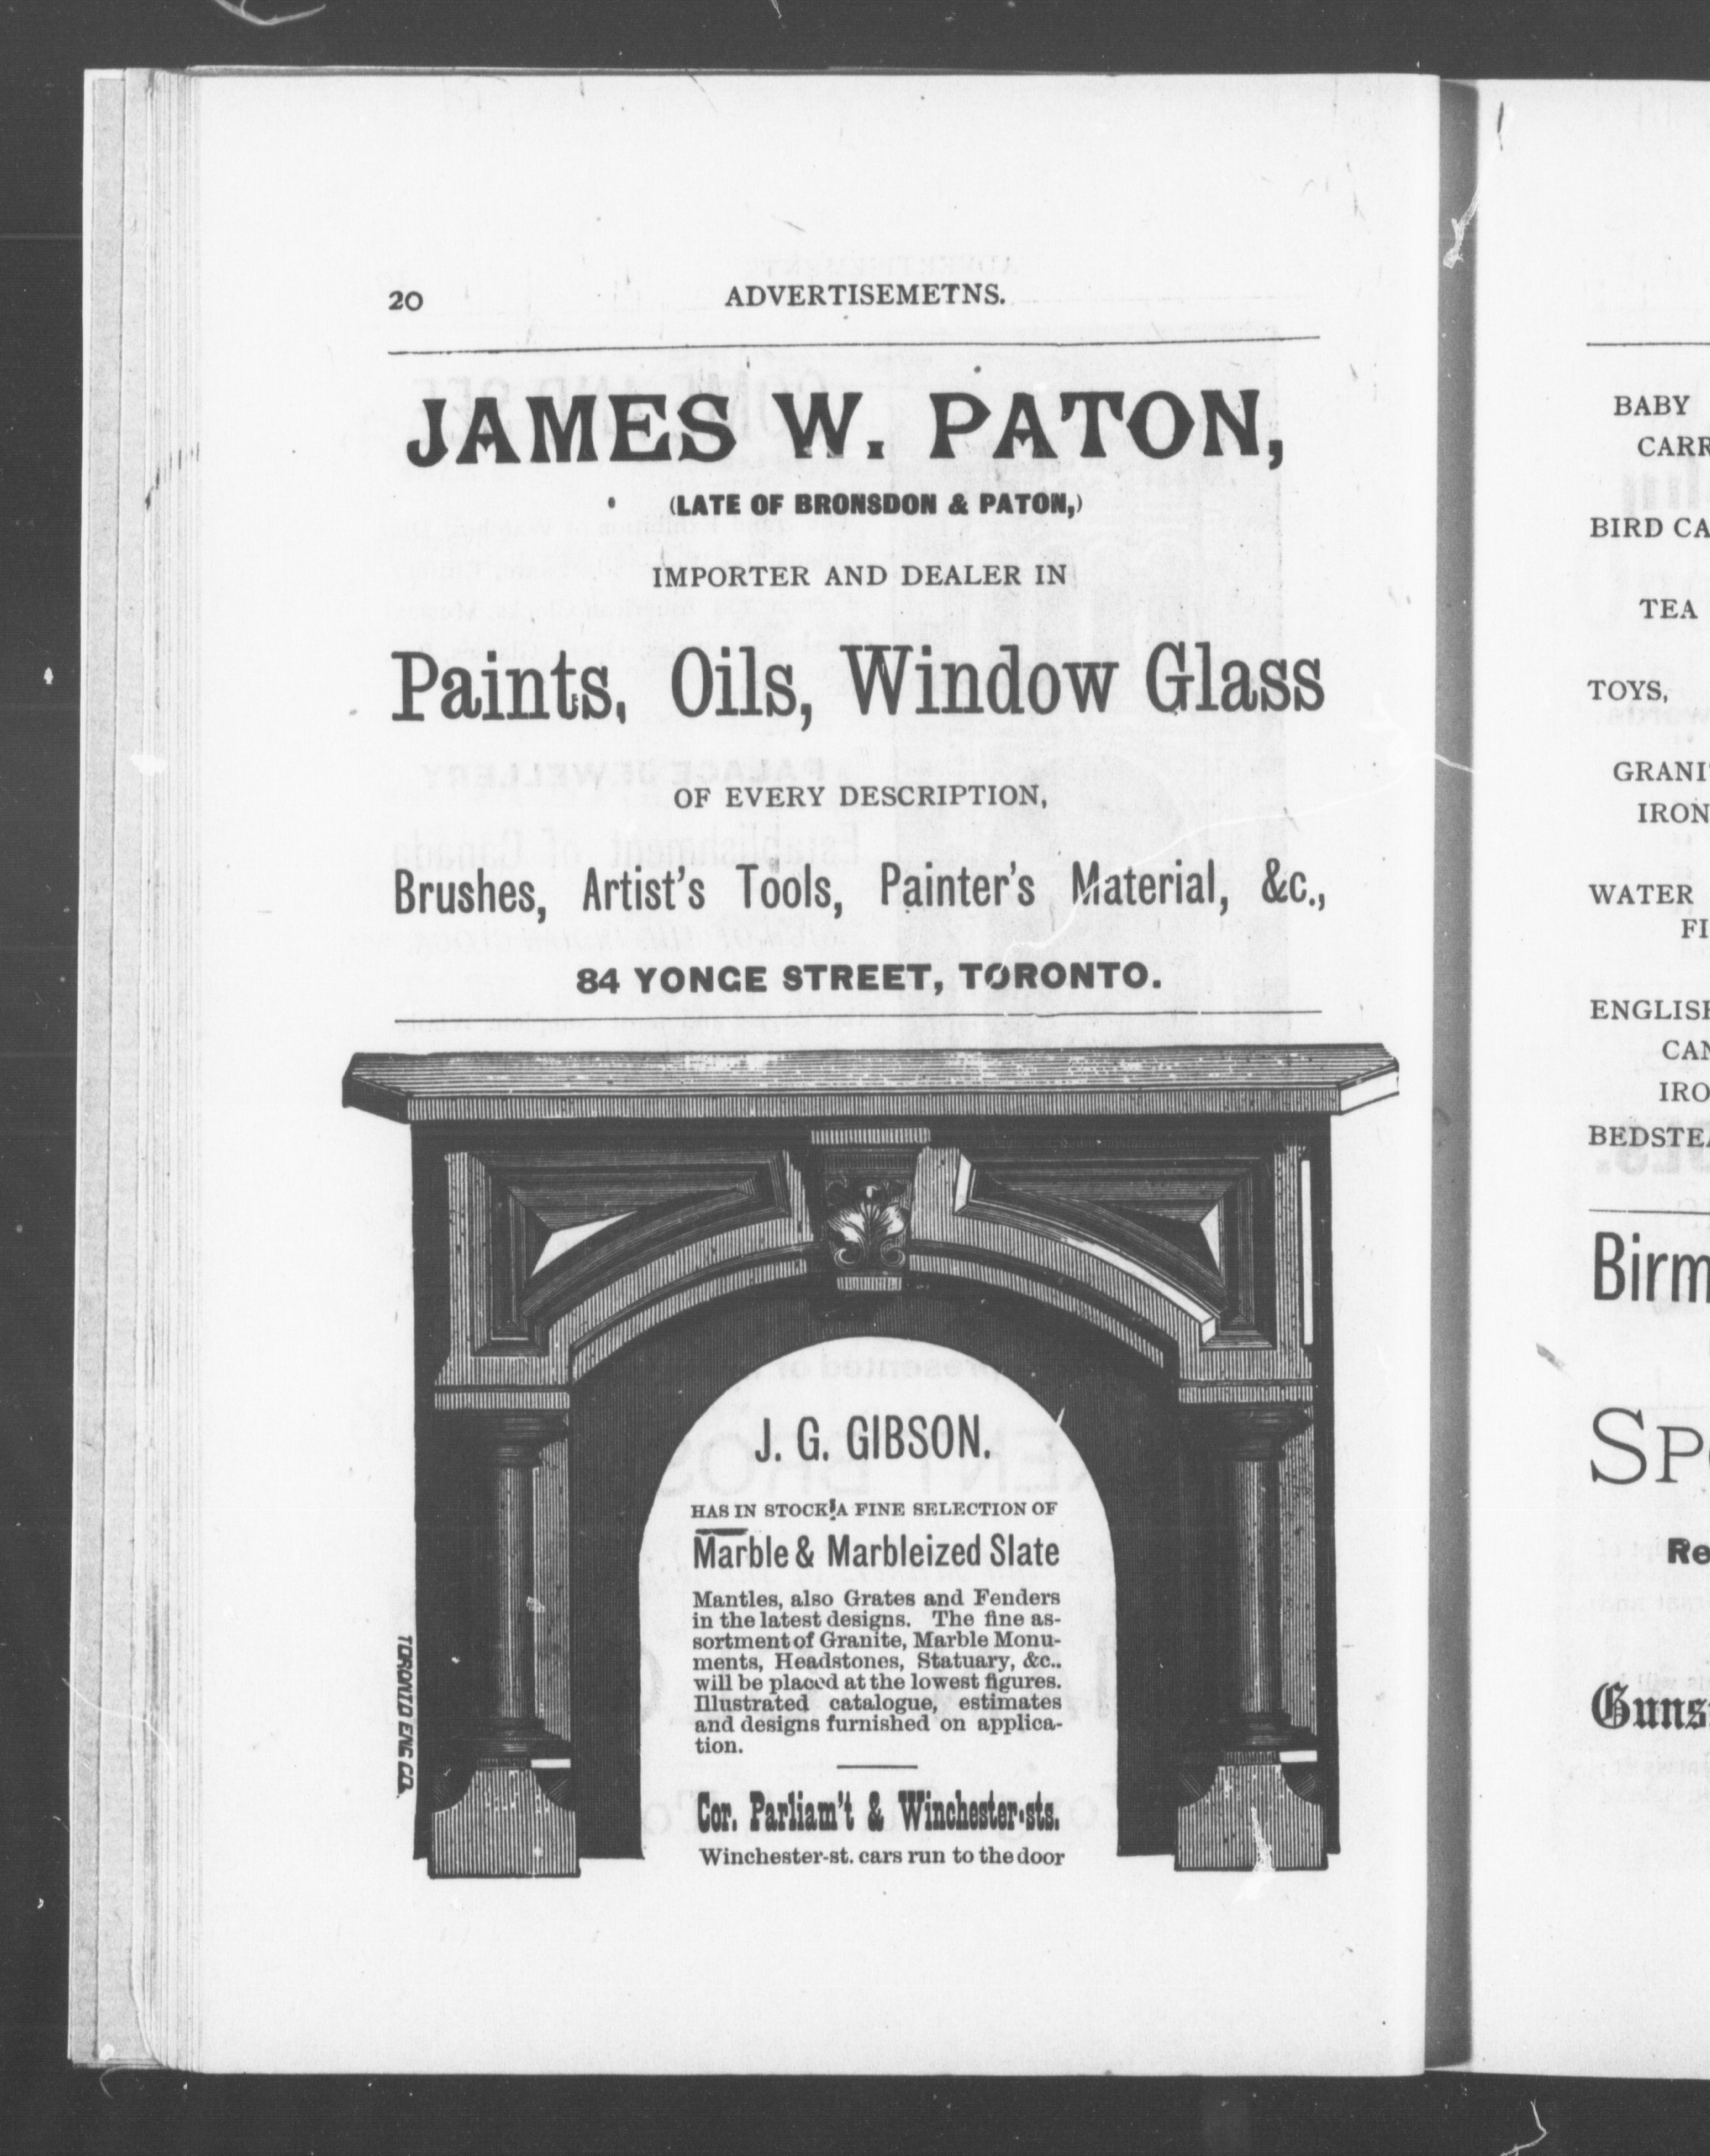 20
ADVERTISEMETNS.
JAMES W. PATON,
(LATE OF BRONSDON & PATON,)
IMPORTER AND DEALER IN
Paints, Oils, Window Glass
OF EVERY DESCRIPTION,
Brushes, Artist's Tools, Painter's Material, &c.,
84 YONGE STREET, TORONTO.
J. G. GIBSON.
HAS IN STOCK A FINE SELECTION OF
Marble & Marbleized Slate
Mantles, also Grates and Fenders
in the latest designs. The fine as-
sortment of Granite, Marble Monu-
ments, Headstones, Statuary, &c..
will be placed at the lowest figures.
Illustrated catalogue, estimates
and designs furnished on applica-
tion.
Cor. Parliam't & Winchester-sts.
Winchester-st. cars run to the door
TORONTO ENG CO.
BABY
CARR
BIRD CA
TEA
TOYS,
GRANI
IRON
WATER
FI
ENGLISH
CAN
IRO
BEDSTEA
Birm
SPO
Re
Guns